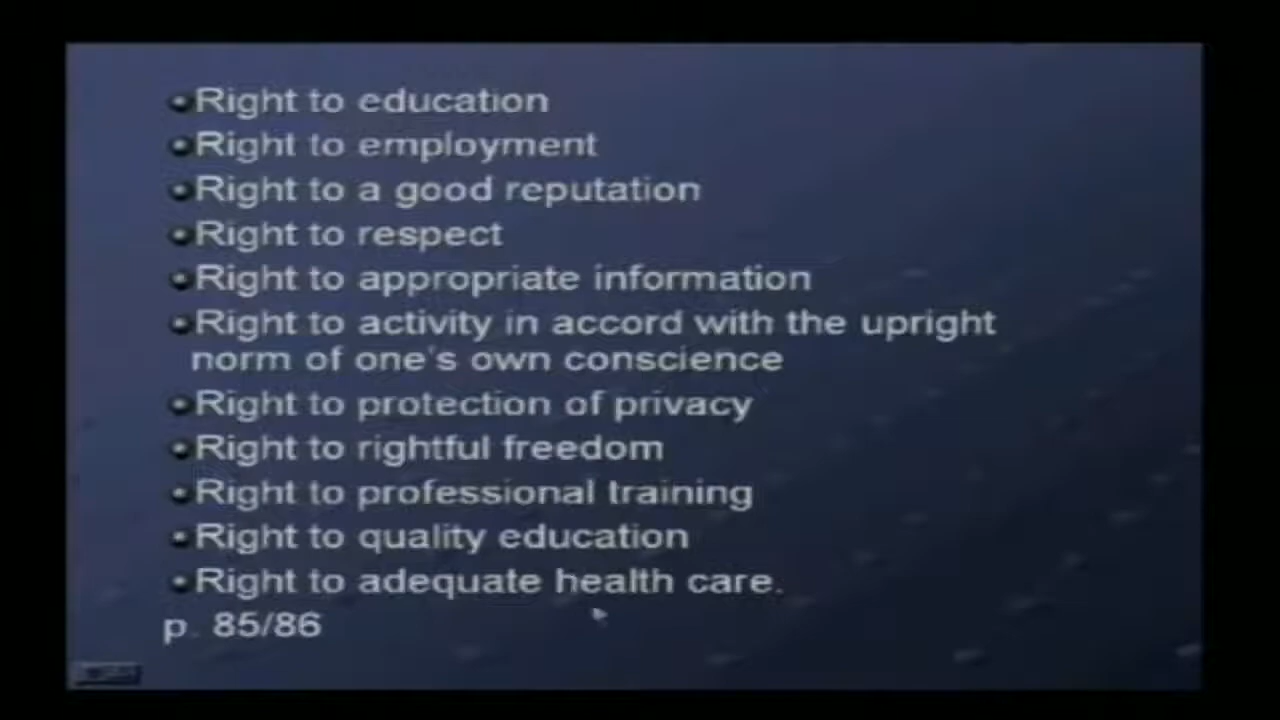 Right to education
Right to employment
Right to a good reputation
Right to respect
Right to appropriate information
Right to activity in accord with the upright
norm of one's own conscience
Right to protection of privacy
Right to rightful freedom
Right to professional training
Right to quality education
Right to adequate health care.
p. 85/86